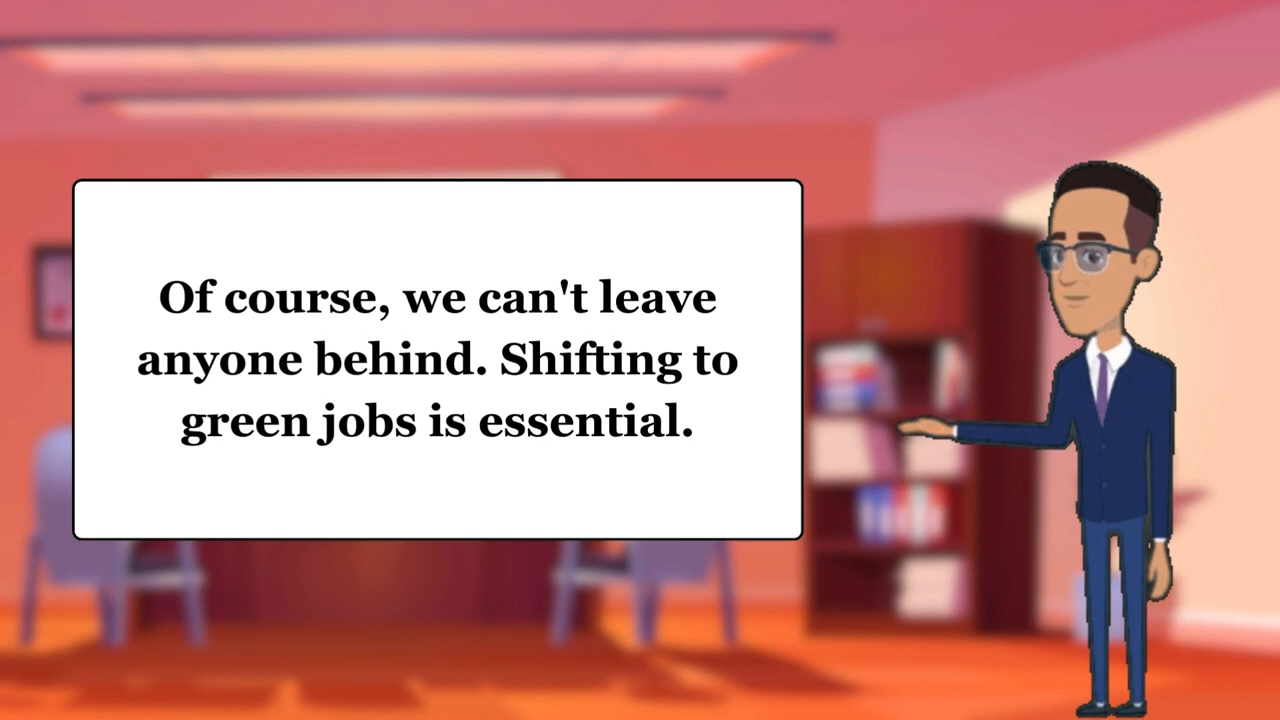 Of course, we can't leave
anyone behind. Shifting to
green jobs is essential.